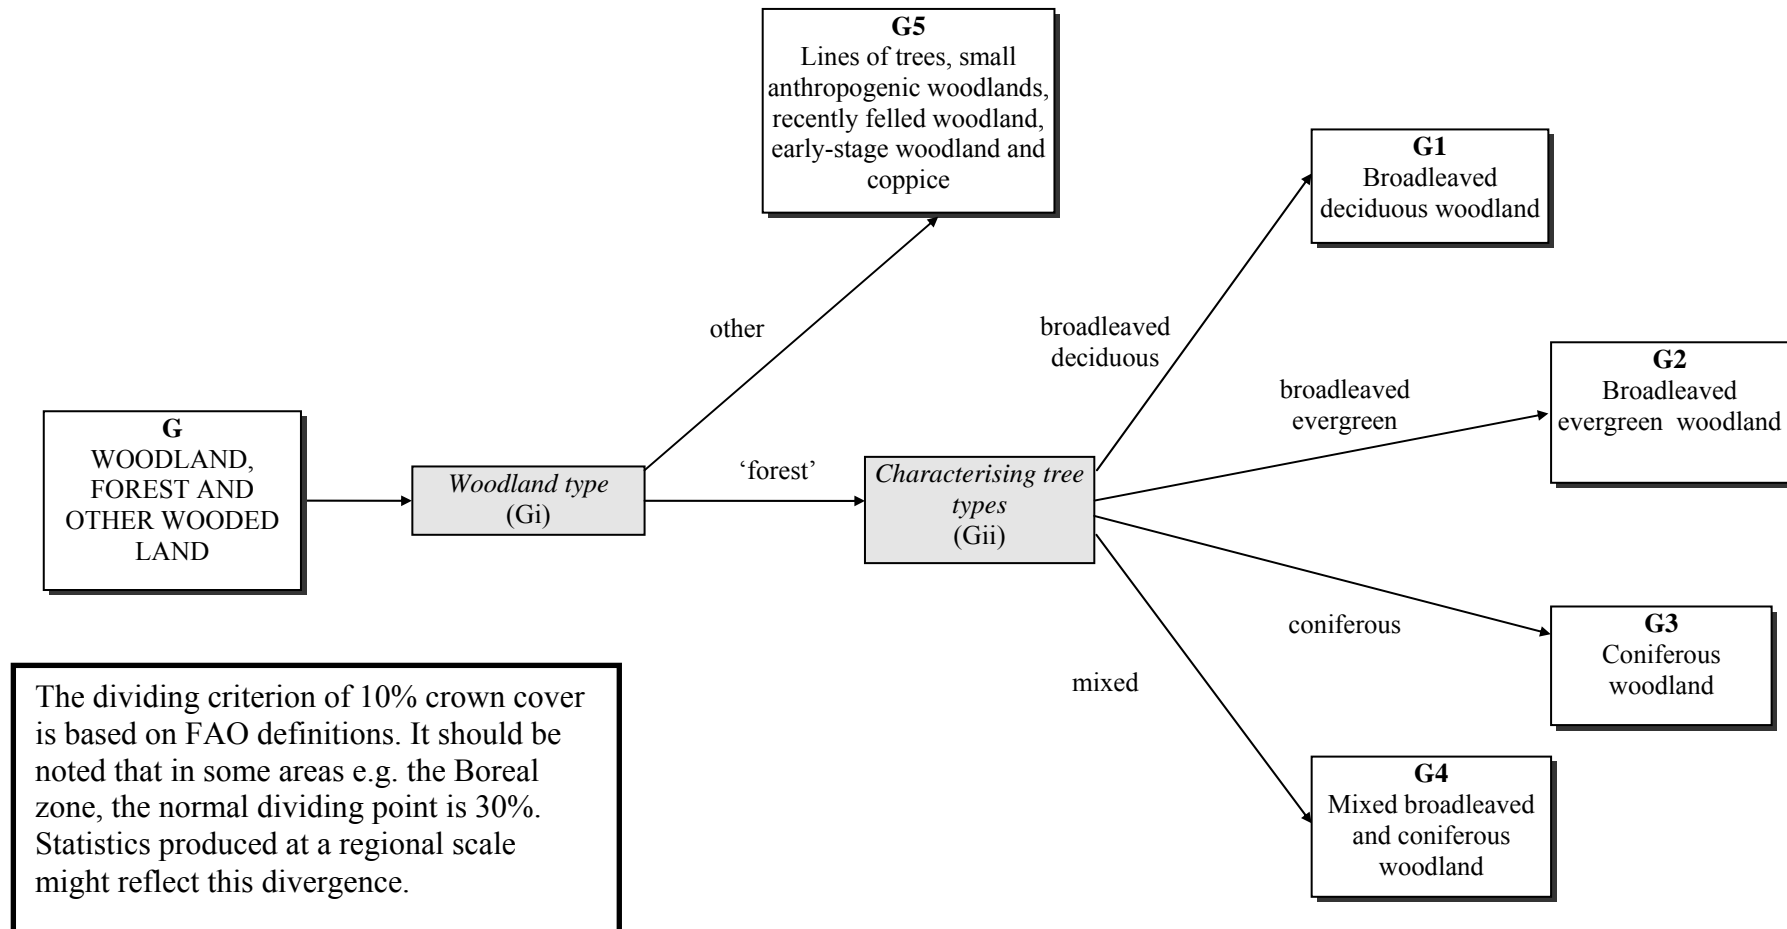 G5
Lines of trees, small
anthropogenic woodlands,
recently felled woodland,
early-stage woodland and
coppice
G1
Broadleaved
deciduous woodland
other
broadleaved
deciduous
G2
Broadleaved
evergreen woodland
broadleaved
evergreen
G
WOODLAND,
FOREST AND
OTHER WOODED
LAND
Woodland type
(Gi)
‘forest’
Characterising tree
types
(Gii)
coniferous
G3
Coniferous
woodland
mixed
G4
Mixed broadleaved
and coniferous
woodland
The dividing criterion of 10% crown cover
is based on FAO definitions. It should be
noted that in some areas e.g. the Boreal
zone, the normal dividing point is 30%.
Statistics produced at a regional scale
might reflect this divergence.